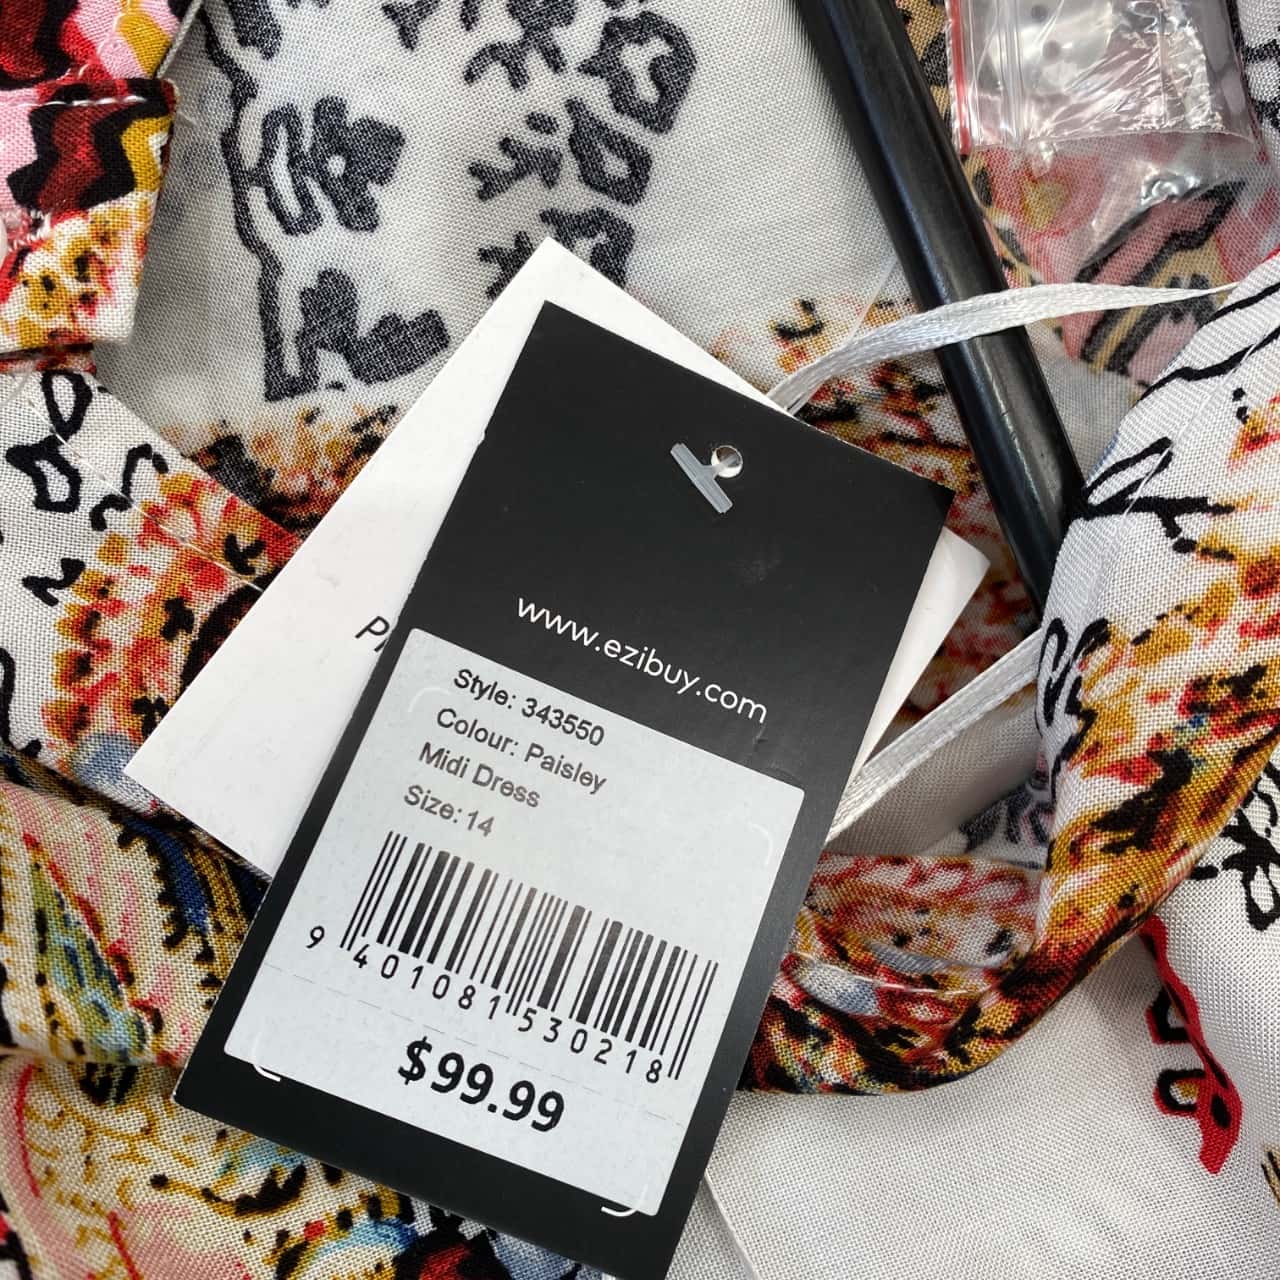 www.ezibuy.com
Style: 343550
Colour: Paisley
Midi Dress
Size: 14
9 401081 530218
$99.99